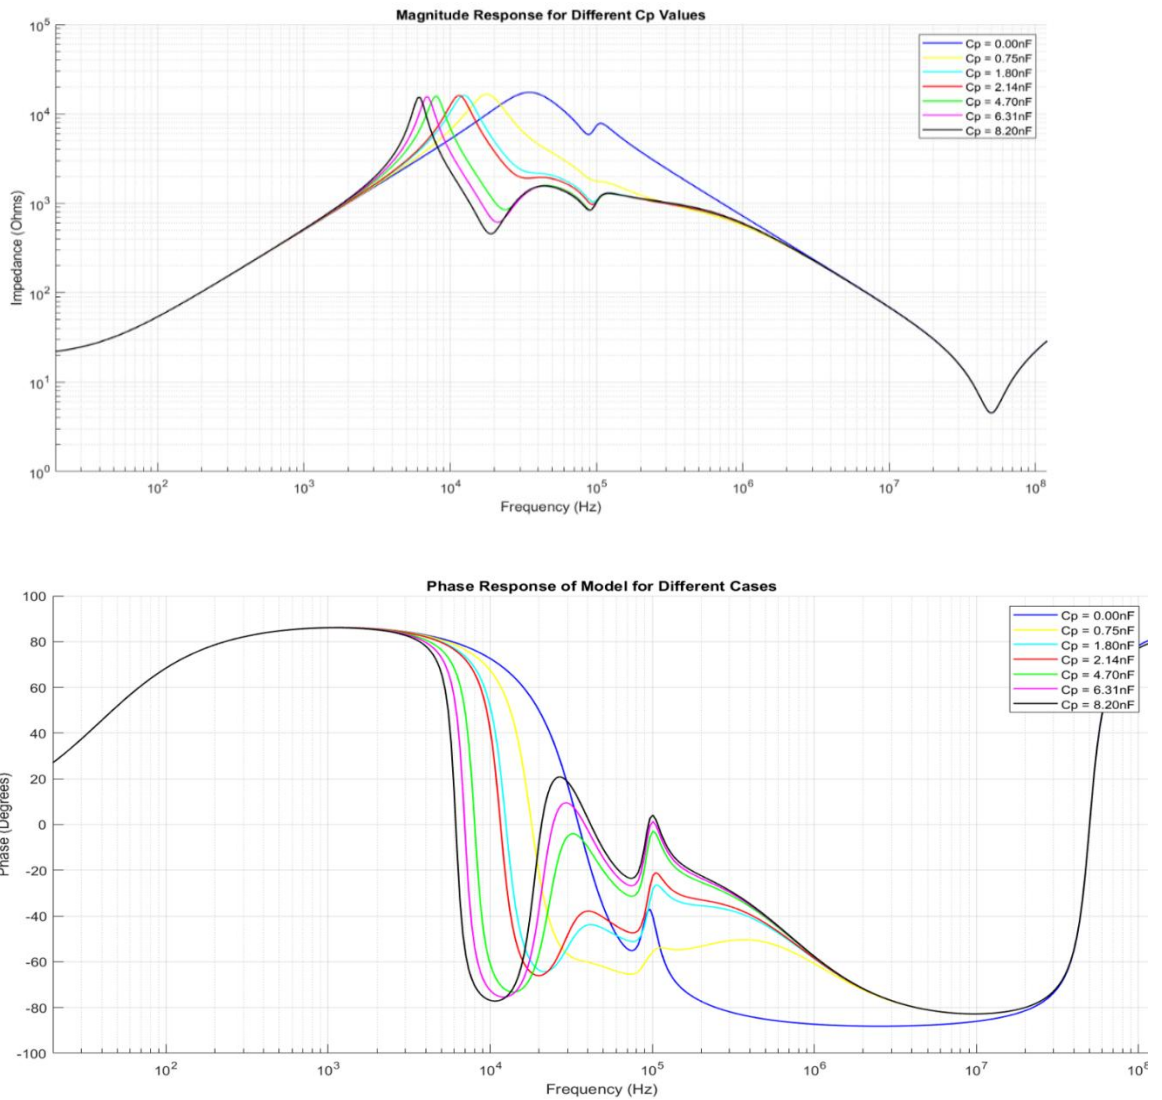 Magnitude Response for Different Cp Values
10^5
10^4
10^3
10^2
10^1
10^0
Impedance (Ohms)
Cp = 0.00nF
Cp = 0.75nF
Cp = 1.80nF
Cp = 2.14nF
Cp = 4.70nF
Cp = 6.31nF
Cp = 8.20nF
10^2 10^3 10^4 10^5 10^6 10^7 10^8
Frequency (Hz)
Phase Response of Model for Different Cases
100
80
60
40
20
0
-20
-40
-60
-80
-100
Phase (Degrees)
Cp = 0.00nF
Cp = 0.75nF
Cp = 1.80nF
Cp = 2.14nF
Cp = 4.70nF
Cp = 6.31nF
Cp = 8.20nF
10^2 10^3 10^4 10^5 10^6 10^7 10^8
Frequency (Hz)